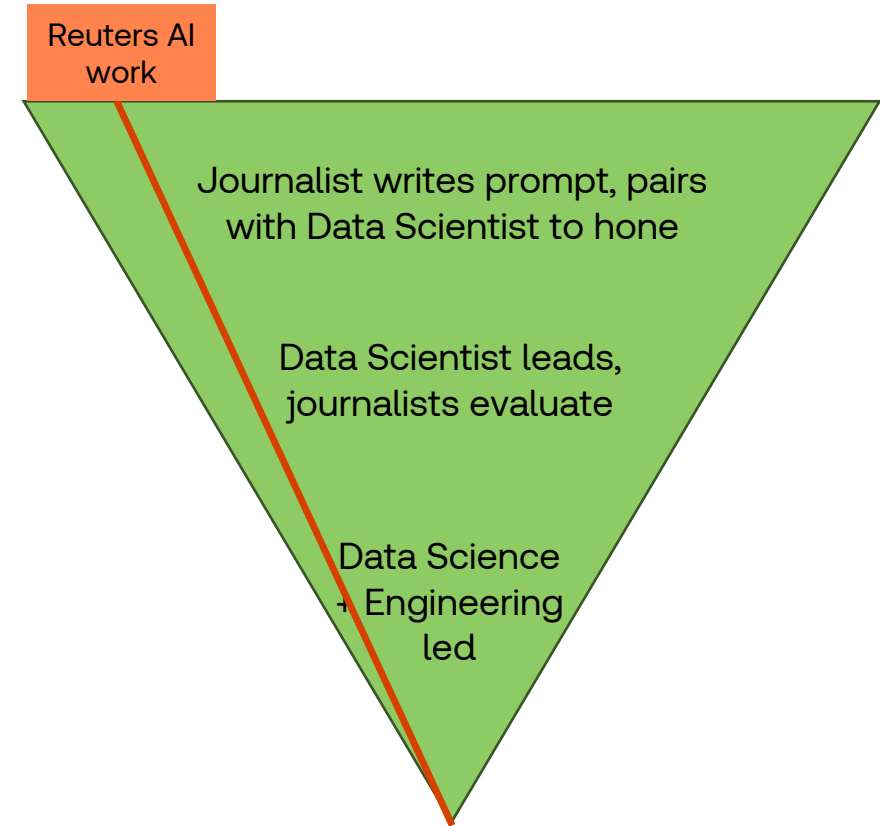 Reuters AI
work
Journalist writes prompt, pairs
with Data Scientist to hone
Data Scientist leads,
journalists evaluate
Data Science
+ Engineering
led